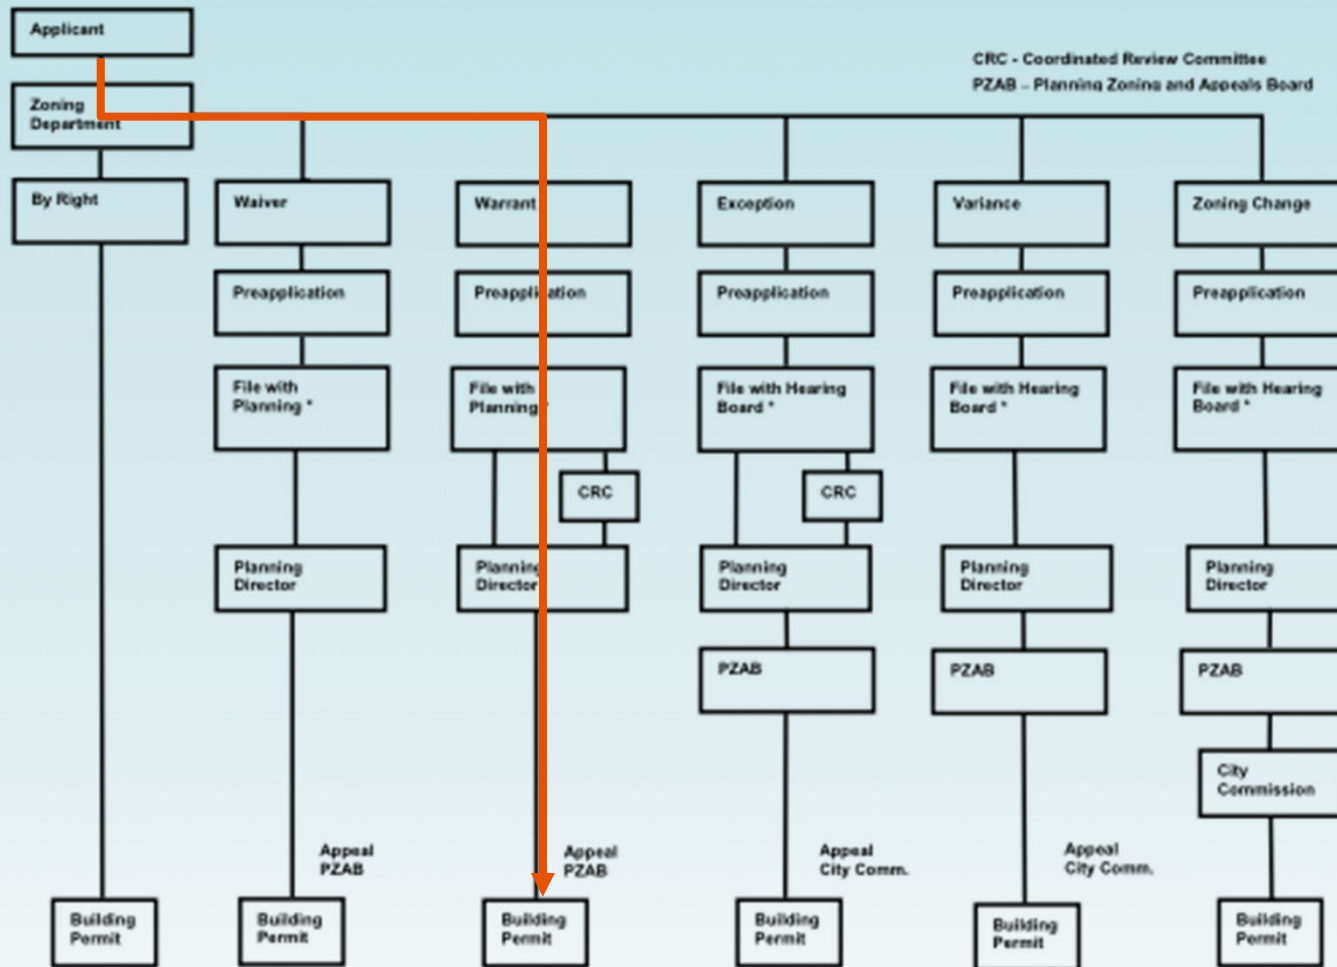 Applicant
CRC - Coordinated Review Committee
PZAB – Planning Zoning and Appeals Board
Zoning
Department
By Right
Waiver
Warrant
Exception
Variance
Zoning Change
Preapplication
Preapplication
Preapplication
Preapplication
Preapplication
File with
Planning *
File with
Planning *
File with Hearing
Board *
File with Hearing
Board *
File with Hearing
Board *
CRC
CRC
Planning
Director
Planning
Director
Planning
Director
Planning
Director
Planning
Director
PZAB
PZAB
PZAB
City
Commission
Appeal
PZAB
Appeal
PZAB
Appeal
City Comm.
Appeal
City Comm.
Building
Permit
Building
Permit
Building
Permit
Building
Permit
Building
Permit
Building
Permit